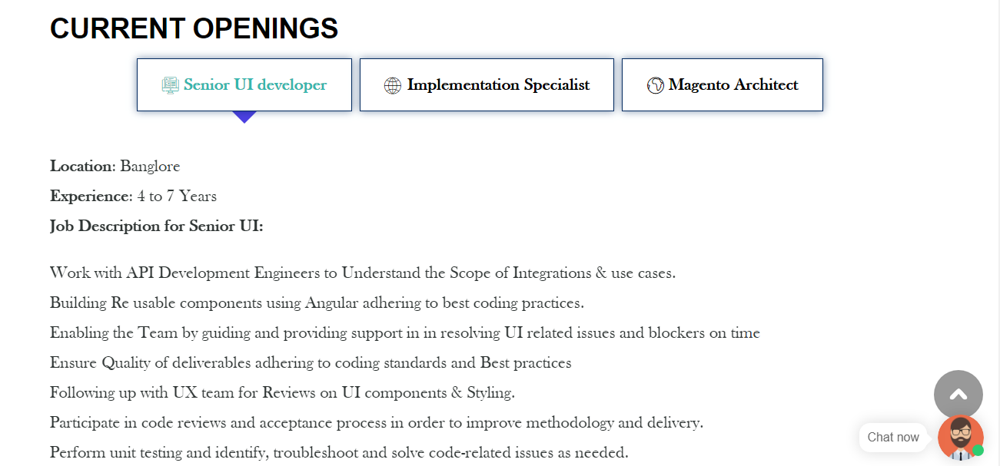 CURRENT OPENINGS
Senior UI developer
Implementation Specialist
Magento Architect
Location: Banglore
Experience: 4 to 7 Years
Job Description for Senior UI:
Work with API Development Engineers to Understand the Scope of Integrations & use cases.
Building Re usable components using Angular adhering to best coding practices.
Enabling the Team by guiding and providing support in in resolving UI related issues and blockers on time
Ensure Quality of deliverables adhering to coding standards and Best practices
Following up with UX team for Reviews on UI components & Styling.
Participate in code reviews and acceptance process in order to improve methodology and delivery.
Perform unit testing and identify, troubleshoot and solve code-related issues as needed.
Chat now